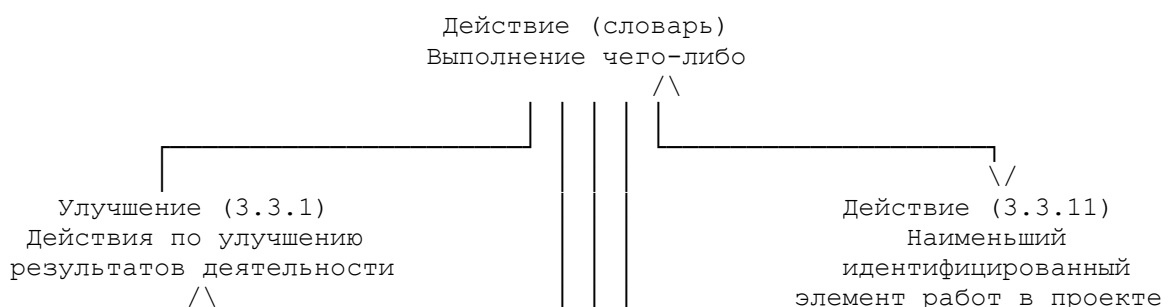 Действие (словарь)
Выполнение чего-либо
Улучшение (3.3.1)
Действия по улучшению
результатов деятельности
Действие (3.3.11)
Наименьший
идентифицированный
элемент работ в проекте